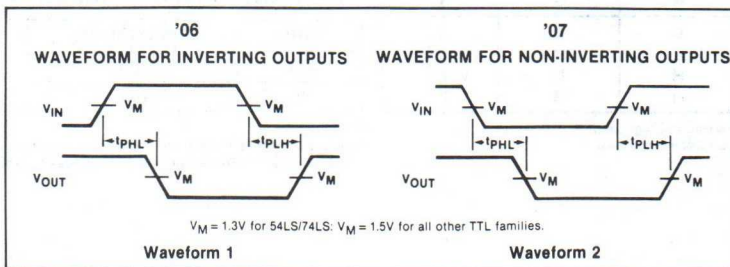 '06
WAVEFORM FOR INVERTING OUTPUTS
VIN
VM
VM
tPHL
tPLH
VOUT
VM
VM
'07
WAVEFORM FOR NON-INVERTING OUTPUTS
VIN
VM
VM
tPHL
tPLH
VOUT
VM
VM
VM = 1.3V for 54LS/74LS: VM = 1.5V for all other TTL families.
Waveform 1
Waveform 2